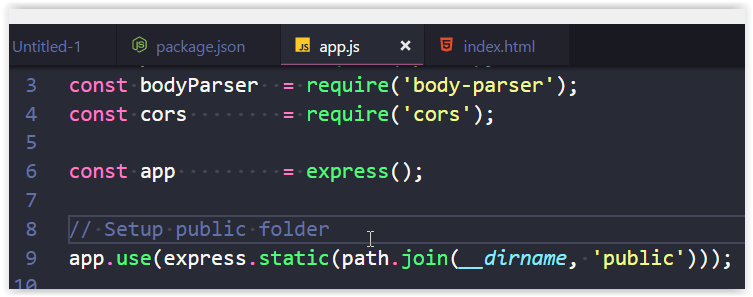 Untitled-1 package.json app.js × index.html
3 const bodyParser = require('body-parser');
4 const cors = require('cors');
5
6 const app = express();
7
8 // Setup public folder
9 app.use(express.static(path.join(__dirname, 'public')));
10